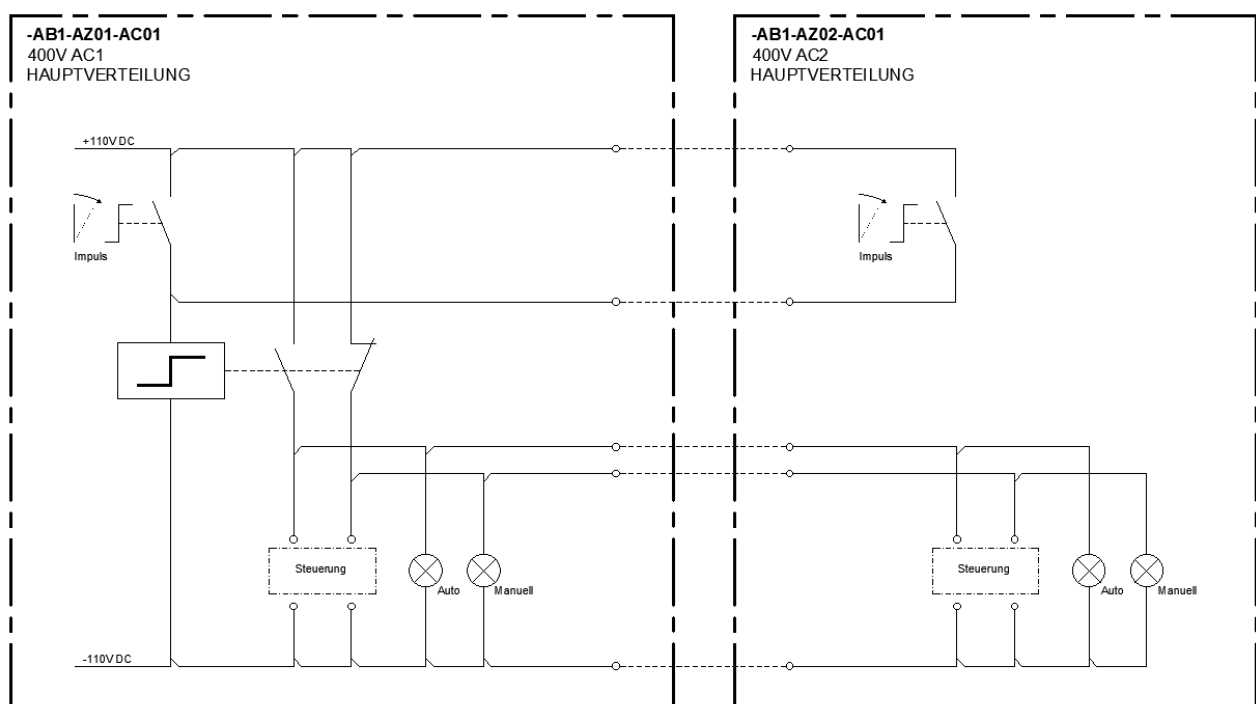 -AB1-AZ01-AC01
400V AC1
HAUPTVERTEILUNG
-AB1-AZ02-AC01
400V AC2
HAUPTVERTEILUNG
+110V DC
Impuls
Impuls
Steuerung
Auto
Manuell
Steuerung
Auto
Manuell
-110V DC